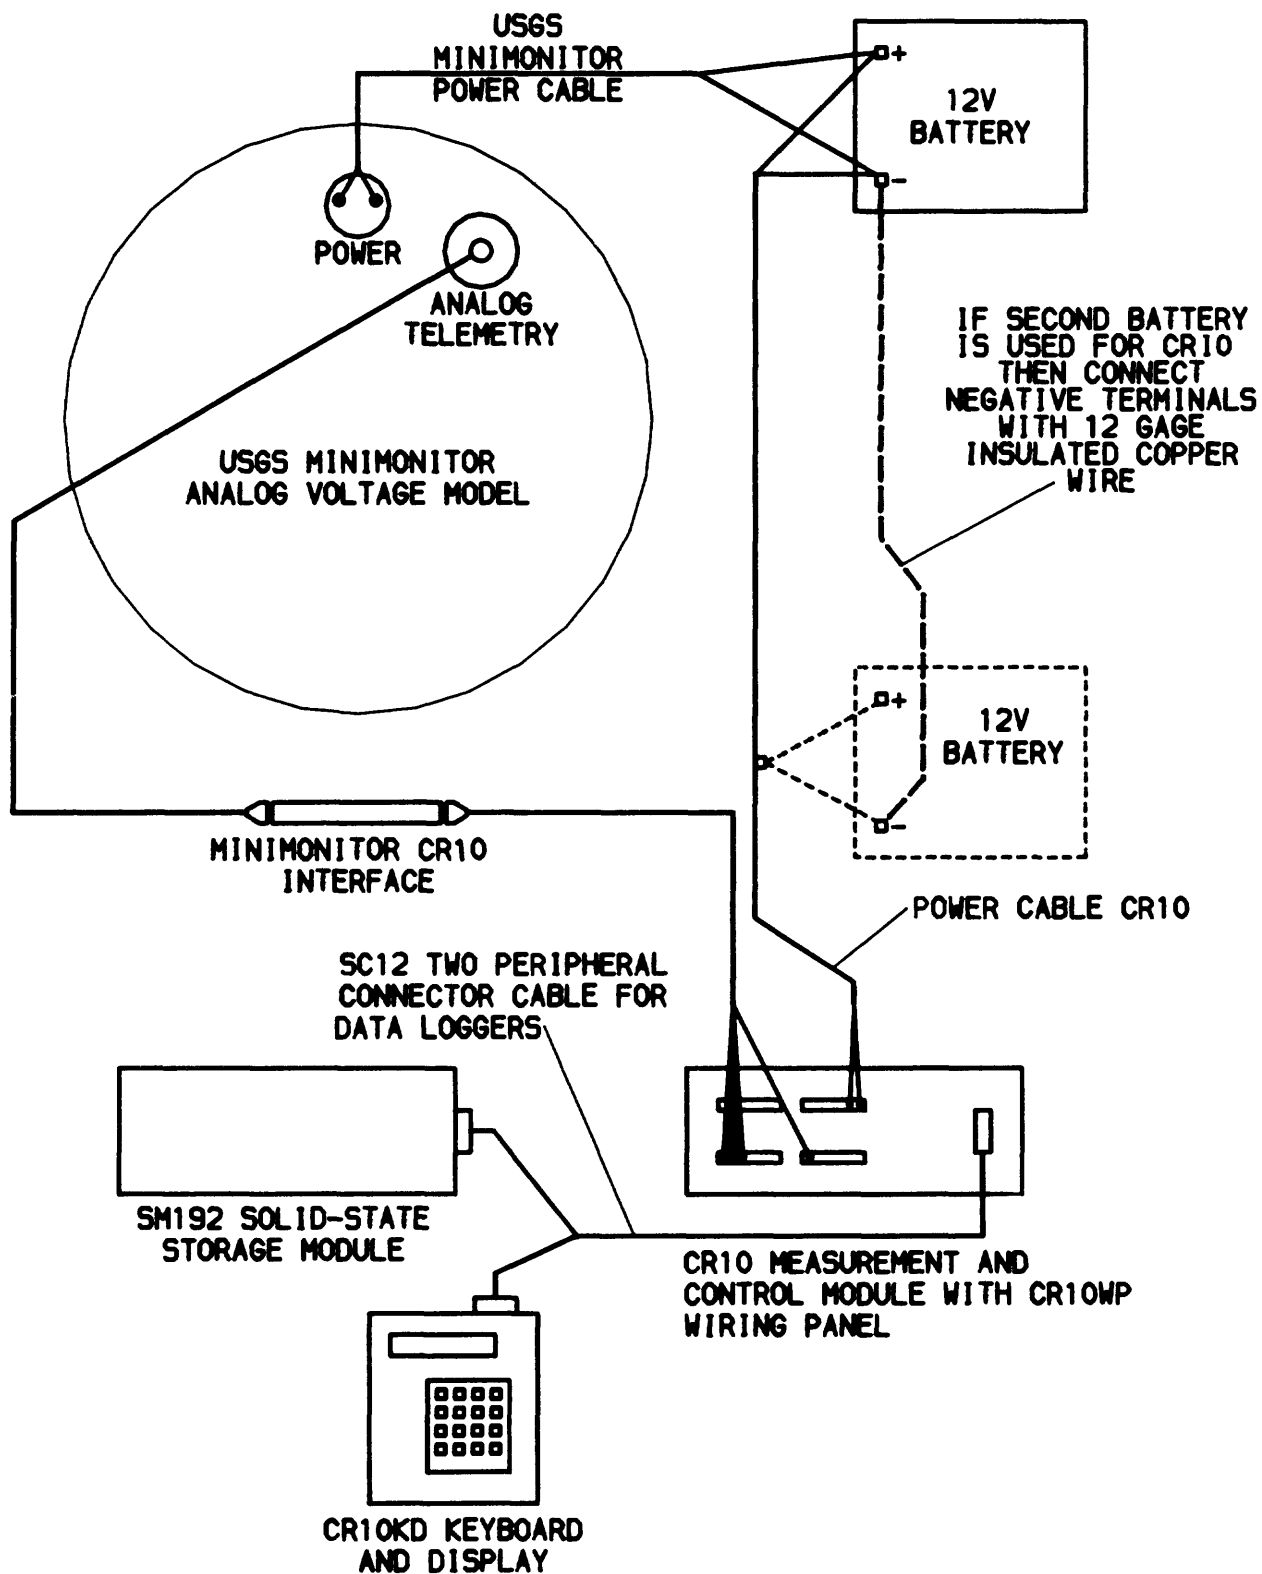 USGS
MINIMONITOR
POWER CABLE
+
12V
BATTERY
-
POWER
ANALOG
TELEMETRY
IF SECOND BATTERY
IS USED FOR CR10
THEN CONNECT
NEGATIVE TERMINALS
WITH 12 GAGE
INSULATED COPPER
WIRE
USGS MINIMONITOR
ANALOG VOLTAGE MODEL
+
12V
BATTERY
-
MINIMONITOR CR10
INTERFACE
POWER CABLE CR10
SC12 TWO PERIPHERAL
CONNECTOR CABLE FOR
DATA LOGGERS
SM192 SOLID-STATE
STORAGE MODULE
CR10 MEASUREMENT AND
CONTROL MODULE WITH CR10WP
WIRING PANEL
CR10KD KEYBOARD
AND DISPLAY